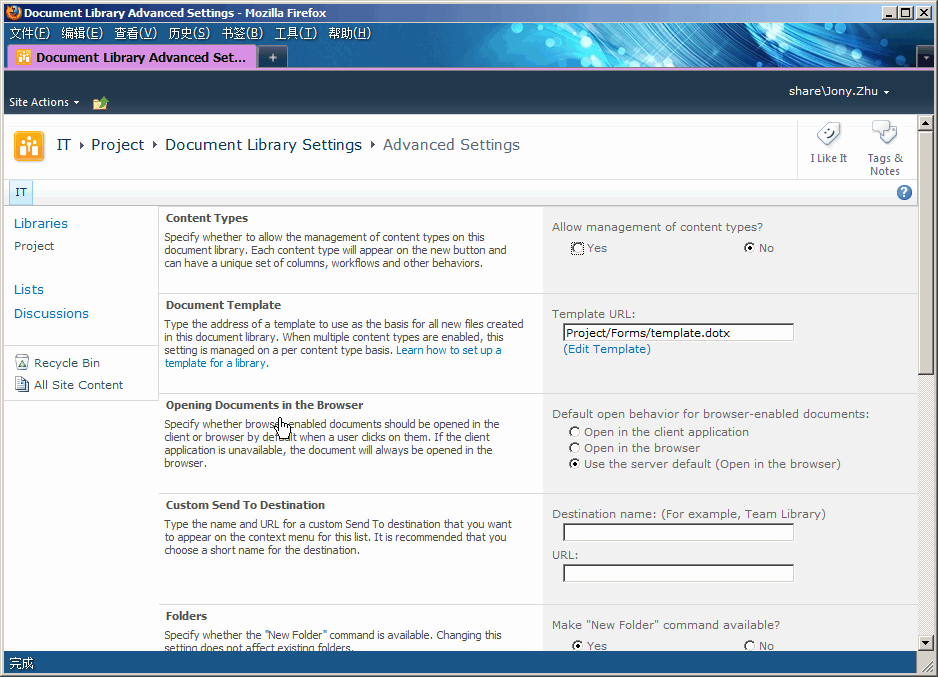 Document Library Advanced Settings - Mozilla Firefox
文件(F) 编辑(E) 查看(V) 历史(S) 书签(B) 工具(T) 帮助(H)
Document Library Advanced Set... +
share\Jony.Zhu
Site Actions
IT Project Document Library Settings Advanced Settings
I Like It
Tags &
Notes
IT
Libraries
Project
Lists
Discussions
Recycle Bin
All Site Content
Content Types
Specify whether to allow the management of content types on this
document library. Each content type will appear on the new button and
can have a unique set of columns, workflows and other behaviors.
Allow management of content types?
Yes No
Document Template
Type the address of a template to use as the basis for all new files created
in this document library. When multiple content types are enabled, this
setting is managed on a per content type basis. Learn how to set up a
template for a library.
Template URL:
Project/Forms/template.dotx
(Edit Template)
Opening Documents in the Browser
Specify whether browser-enabled documents should be opened in the
client or browser by default when a user clicks on them. If the client
application is unavailable, the document will always be opened in the
browser.
Default open behavior for browser-enabled documents:
Open in the client application
Open in the browser
Use the server default (Open in the browser)
Custom Send To Destination
Type the name and URL for a custom Send To destination that you want
to appear on the context menu for this list. It is recommended that you
choose a short name for the destination.
Destination name: (For example, Team Library)
URL:
Folders
Specify whether the "New Folder" command is available. Changing this
setting does not affect existing folders.
Make "New Folder" command available?
Yes No
完成